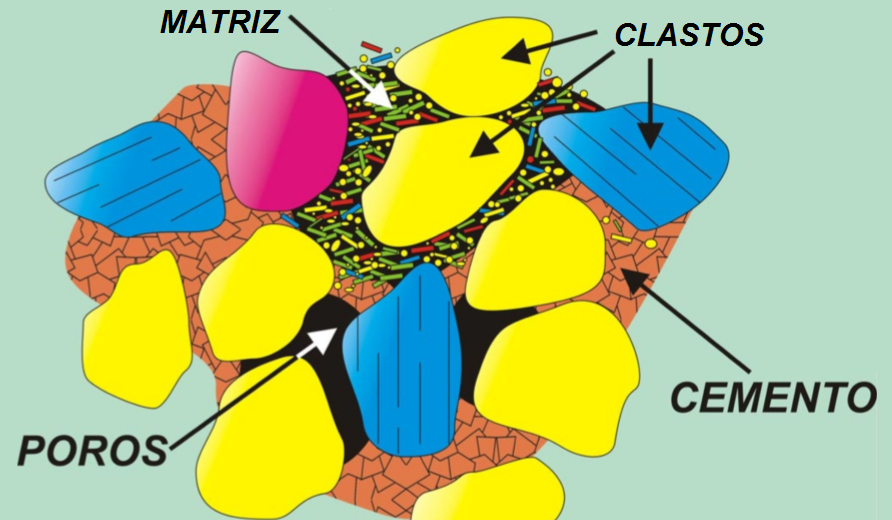 MATRIZ
CLASTOS
CEMENTO
POROS